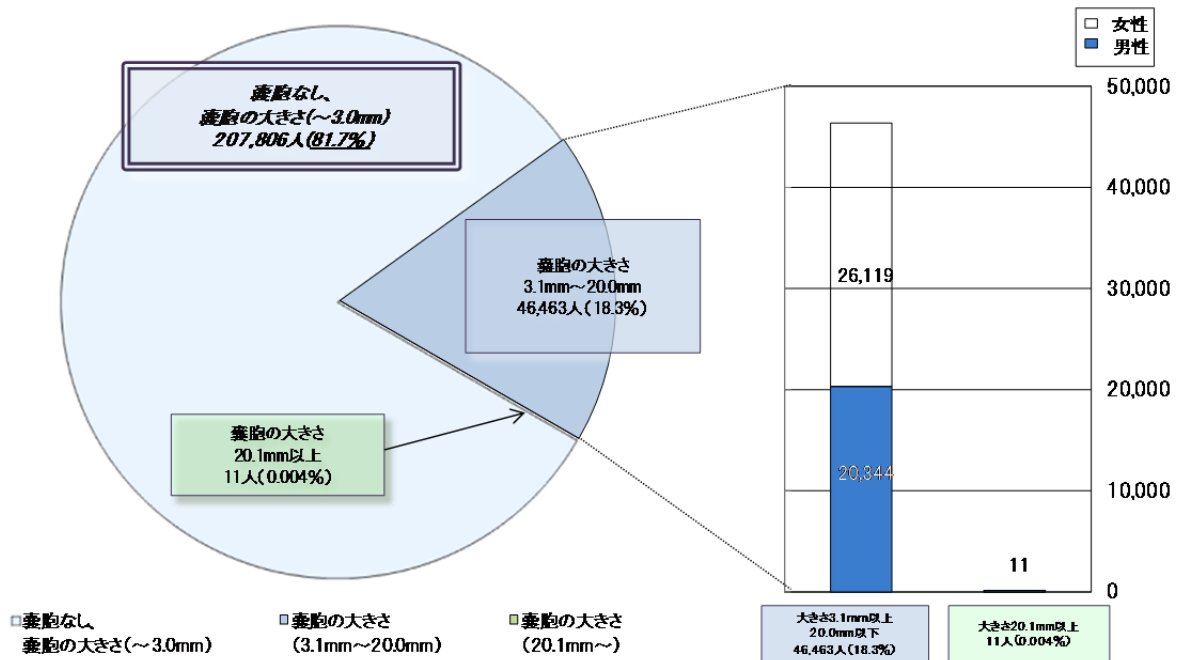 嚢胞なし、
嚢胞の大きさ(～3.0mm)
207,806人(81.7%)
嚢胞の大きさ
3.1mm～20.0mm
46,463人(18.3%)
嚢胞の大きさ
20.1mm以上
11人(0.004%)
□嚢胞なし、
嚢胞の大きさ(～3.0mm)
■嚢胞の大きさ
(3.1mm～20.0mm)
■嚢胞の大きさ
(20.1mm～)
□ 女性
■ 男性
50,000
40,000
30,000
20,000
10,000
0
26,119
20,344
11
大きさ3.1mm以上
20.0mm以下
46,463人(18.3%)
大きさ20.1mm以上
11人(0.004%)